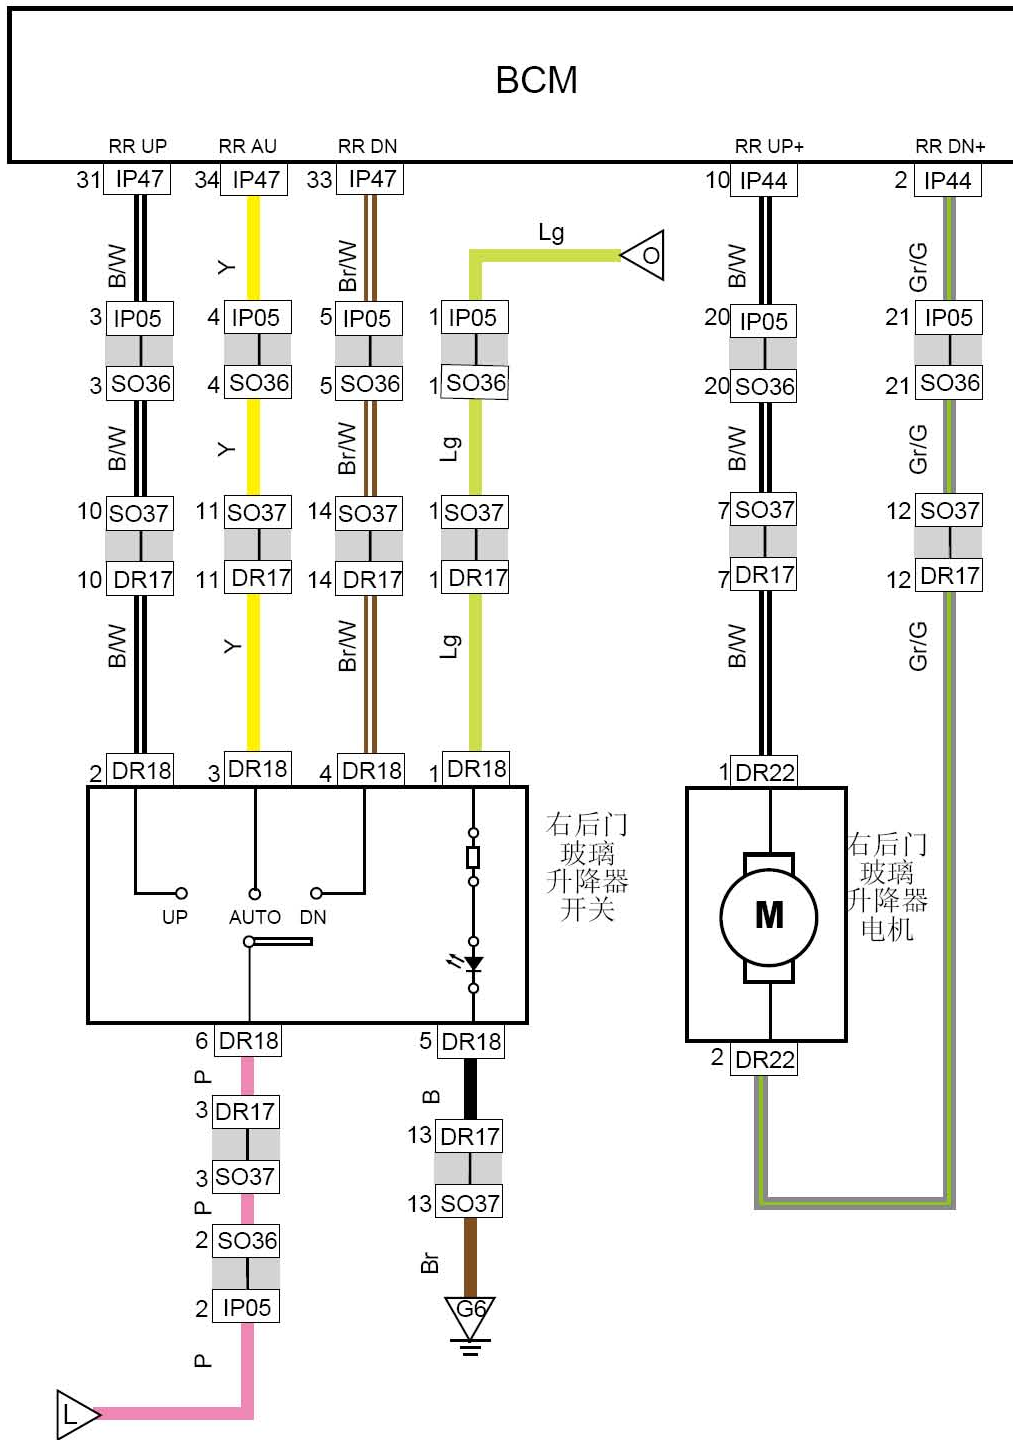 BCM
RR UP RR AU RR DN RR UP+ RR DN+
31 IP47 34 IP47 33 IP47 10 IP44 2 IP44
Lg
O
B/W Y Br/W B/W Gr/G
3 IP05 4 IP05 5 IP05 1 IP05 20 IP05 21 IP05
3 SO36 4 SO36 5 SO36 1 SO36 20 SO36 21 SO36
B/W Y Br/W Lg B/W Gr/G
10 SO37 11 SO37 14 SO37 1 SO37 7 SO37 12 SO37
10 DR17 11 DR17 14 DR17 1 DR17 7 DR17 12 DR17
B/W Y Br/W Lg B/W Gr/G
2 DR18 3 DR18 4 DR18 1 DR18 1 DR22
右后门
玻璃
升降器
开关
右后门
玻璃
升降器
电机
UP AUTO DN
M
6 DR18 5 DR18 2 DR22
P B
3 DR17 13 DR17
3 SO37 13 SO37
P
2 SO36 Br
2 IP05 G6
P
L